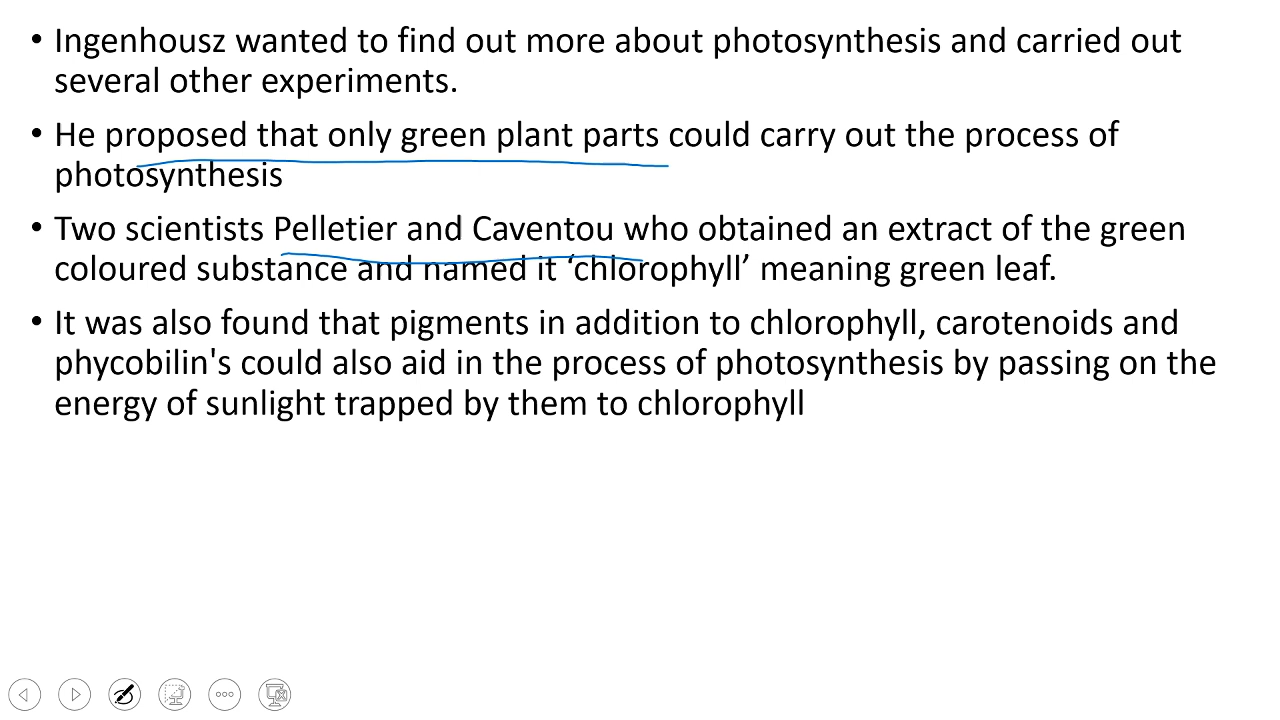 • Ingenhousz wanted to find out more about photosynthesis and carried out
several other experiments.
• He proposed that only green plant parts could carry out the process of
photosynthesis
• Two scientists Pelletier and Caventou who obtained an extract of the green
coloured substance and named it ‘chlorophyll’ meaning green leaf.
• It was also found that pigments in addition to chlorophyll, carotenoids and
phycobilin's could also aid in the process of photosynthesis by passing on the
energy of sunlight trapped by them to chlorophyll